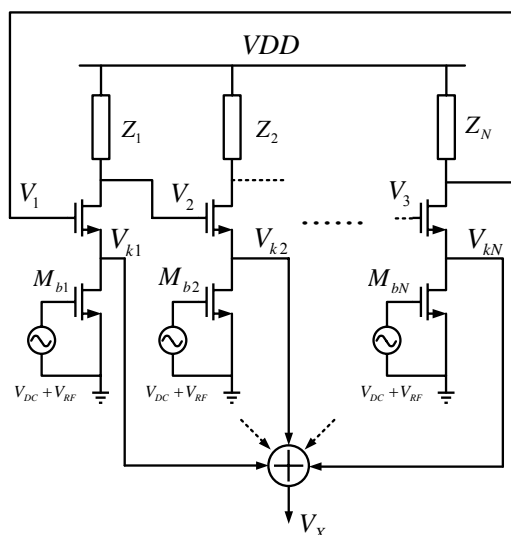 VDD
Z1 Z2 ZN
V1 V2 V3
Vk1 Vk2 VkN
Mb1 Mb2 MbN
VDC + VRF VDC + VRF VDC + VRF
VX